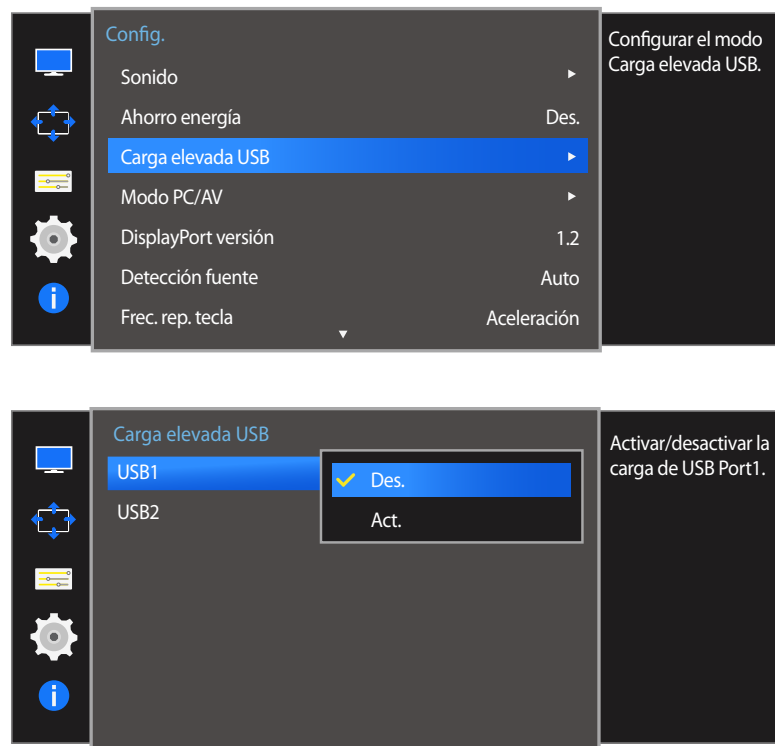 Config.
Sonido
Ahorro energía Des.
Carga elevada USB
Modo PC/AV
DisplayPort versión 1.2
Detección fuente Auto
Frec. rep. tecla Aceleración
Configurar el modo
Carga elevada USB.
Carga elevada USB
USB1
USB2
Des.
Act.
Activar/desactivar la
carga de USB Port1.